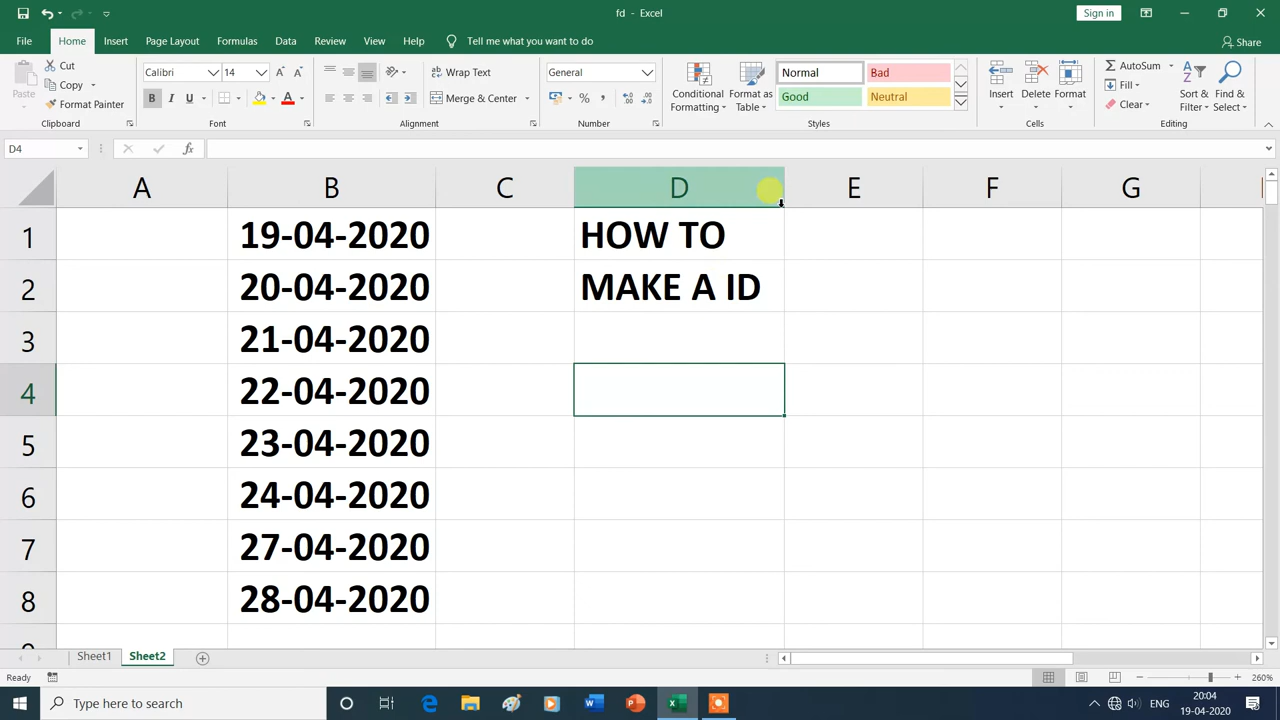 fd - Excel
Sign in
File Home Insert Page Layout Formulas Data Review View Help Tell me what you want to do Share
Paste Cut Copy Format Painter
Calibri 14
B I U A
ab Wrap Text
Merge & Center
General
% ,
Conditional Formatting
Format as Table
Normal Bad
Good Neutral
Insert Delete Format
AutoSum
Fill
Clear
Sort & Filter
Find & Select
Clipboard Font Alignment Number Styles Cells Editing
D4 fx
A B C D E F G
1 19-04-2020 HOW TO
2 20-04-2020 MAKE A ID
3 21-04-2020
4 22-04-2020
5 23-04-2020
6 24-04-2020
7 27-04-2020
8 28-04-2020
Sheet1 Sheet2
Ready 260%
Type here to search ENG 20:04
19-04-2020